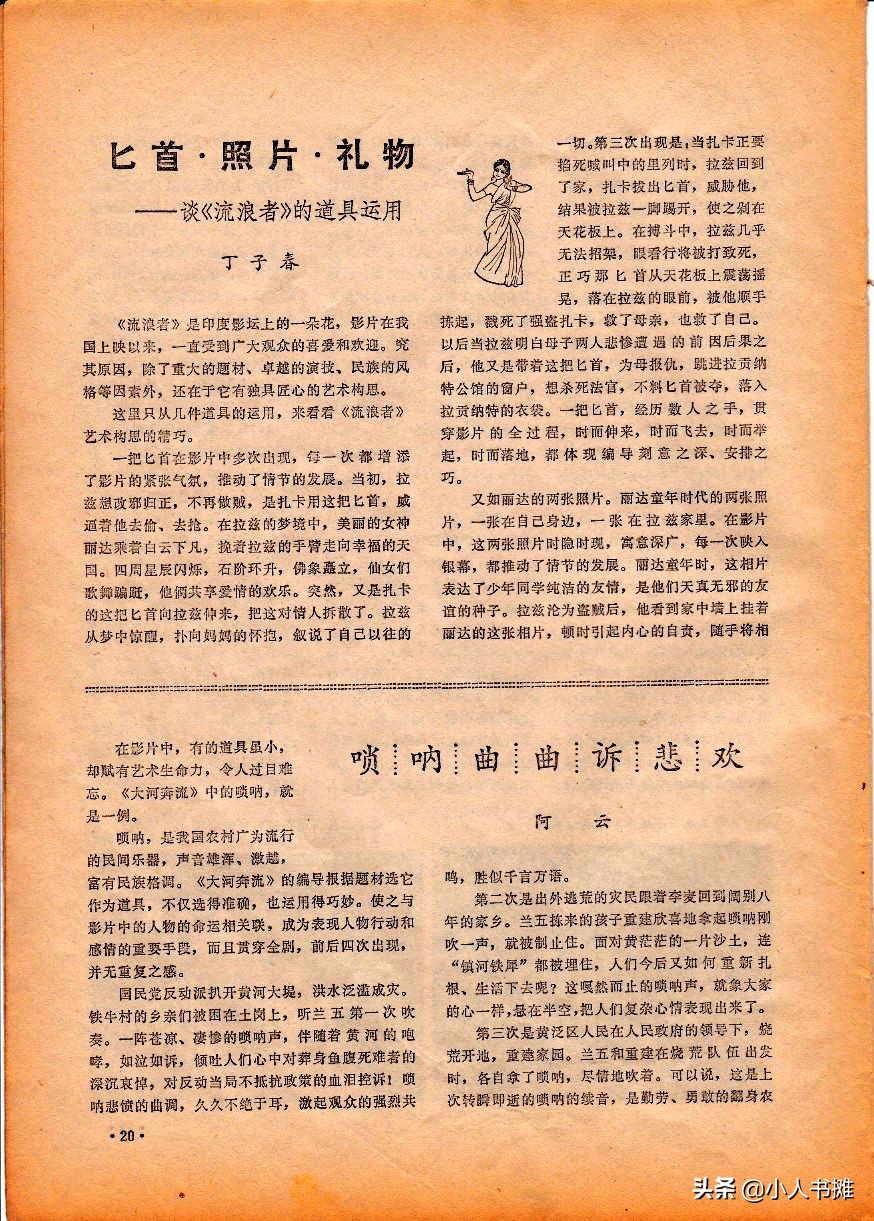 匕首·照片·礼物
——谈《流浪者》的道具运用
丁子春
《流浪者》是印度影坛上的一朵花，影片在我
国上映以来，一直受到广大观众的喜爱和欢迎。究
其原因，除了重大的题材、卓越的演技、民族的风
格等因素外，还在于它有独具匠心的艺术构思。
这里只从几件道具的运用，来看看《流浪者》
艺术构思的精巧。
一把匕首在影片中多次出现，每一次都增添
了影片的紧张气氛，推动了情节的发展。当初，拉
兹想改邪归正，不再做贼，是扎卡用这把匕首，威
逼着他去偷、去抢。在拉兹的梦境中，美丽的女神
丽达乘着白云下凡，挽着拉兹的手臂走向幸福的天
国。四周星辰闪烁，石阶环升，佛象矗立，仙女们
歌舞蹁跹，他俩共享爱情的欢乐。突然，又是扎卡
的这把匕首向拉兹伸来，把这对情人拆散了。拉兹
从梦中惊醒，扑向妈妈的怀抱，叙说了自己以往的
一切。第三次出现是，当扎卡正要
掐死喊叫中的里列时，拉兹回到
了家，扎卡拔出匕首，威胁他，
结果被拉兹一脚踢开，使之剁在
天花板上。在搏斗中，拉兹几乎
无法招架，眼看行将被打致死，
正巧那匕首从天花板上震荡摇
晃，落在拉兹的眼前，被他顺手
拣起，戮死了强盗扎卡，救了母亲，也救了自己。
以后当拉兹明白母子两人悲惨遭遇的前因后果之
后，他又是带着这把匕首，为母报仇，跳进拉贡纳
特公馆的窗户，想杀死法官，不料匕首被夺，落入
拉贡纳特的衣袋。一把匕首，经历数人之手，贯
穿影片的全过程，时而伸来，时而飞去，时而举
起，时而落地，都体现编导刻意之深、安排之
巧。
又如丽达的两张照片。丽达童年时代的两张照
片，一张在自己身边，一张在拉兹家里。在影片
中，这两张照片时隐时现，寓意深广，每一次映入
银幕，都推动了情节的发展。丽达童年时，这相片
表达了少年同学纯洁的友情，是他们天真无邪的友
谊的种子。拉兹沦为盗贼后，他看到家中墙上挂着
丽达的这张相片，顿时引起内心的自责，随手将相
唢呐曲曲诉悲欢
阿云
在影片中，有的道具虽小，
却赋有艺术生命力，令人过目难
忘。《大河奔流》中的唢呐，就
是一例。
唢呐，是我国农村广为流行
的民间乐器，声音雄浑、激越，
富有民族格调。《大河奔流》的编导根据题材选它
作为道具，不仅选得准确，也运用得巧妙。使之与
影片中的人物的命运相关联，成为表现人物行动和
感情的重要手段，而且贯穿全剧，前后四次出现，
并无重复之感。
国民党反动派扒开黄河大堤，洪水泛滥成灾。
铁牛村的乡亲们被困在土岗上，听兰五第一次吹
奏。一阵苍凉、凄惨的唢呐声，伴随着黄河的咆
哮，如泣如诉，倾吐人们心中对葬身鱼腹死难者的
深沉哀悼，对反动当局不抵抗政策的血泪控诉！唢
呐悲愤的曲调，久久不绝于耳，激起观众的强烈共
鸣，胜似千言万语。
第二次是出外逃荒的灾民跟着李麦回到阔别八
年的家乡。兰五拣来的孩子重建欣喜地拿起唢呐刚
吹一声，就被制止住。面对黄茫茫的一片沙土，连
“镇河铁犀”都被埋住，人们今后又如何重新扎
根、生活下去呢？这嘎然而止的唢呐声，就象大家
的心一样，悬在半空，把人们复杂心情表现出来了。
第三次是黄泛区人民在人民政府的领导下，烧
荒开地，重建家园。兰五和重建在烧荒队伍出发
时，各自拿了唢呐，尽情地吹着。可以说，这是上
次转瞬即逝的唢呐的续音，是勤劳、勇敢的翻身农
·20·
头条 @小人书摊